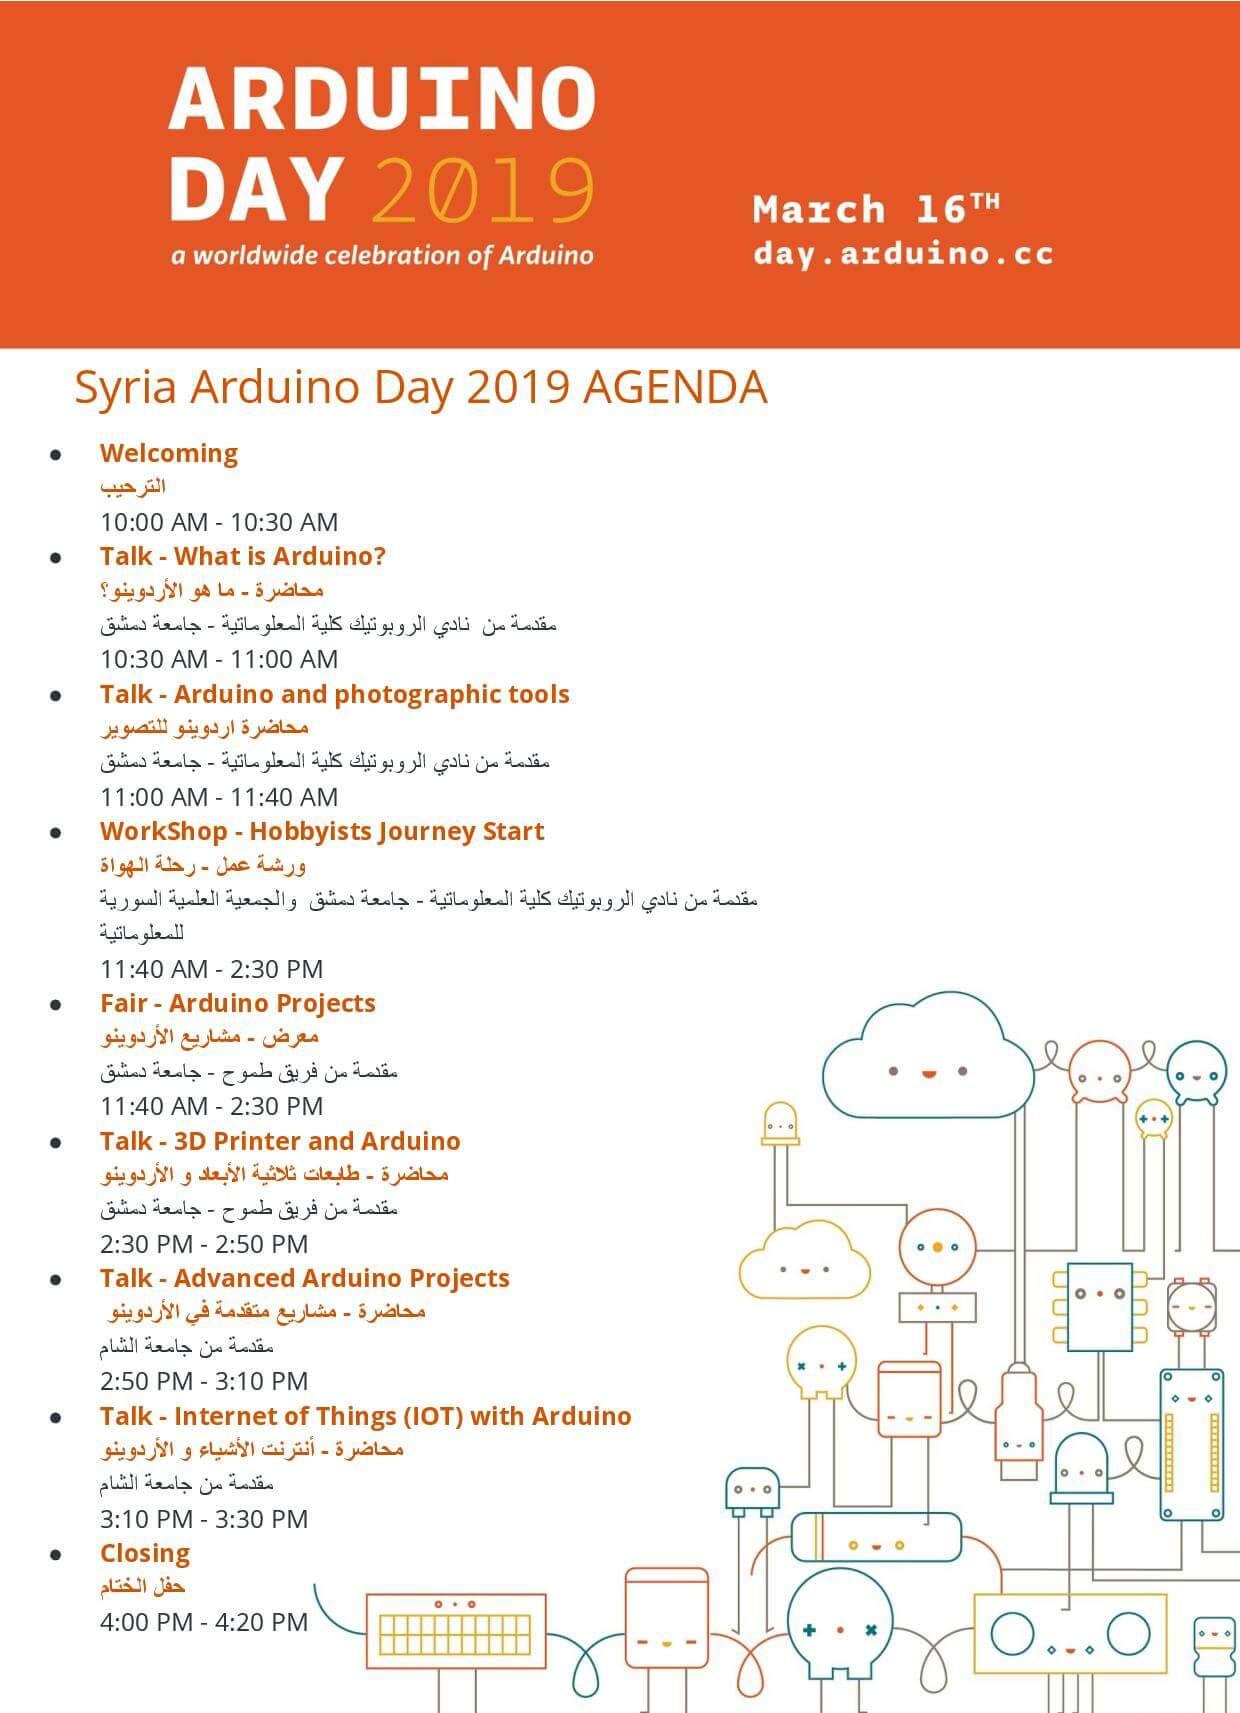 ARDUINO
DAY 2019
a worldwide celebration of Arduino
March 16TH
day.arduino.cc
Syria Arduino Day 2019 AGENDA
● Welcoming
الترحيب
10:00 AM - 10:30 AM
● Talk - What is Arduino?
محاضرة - ما هو الأردوينو؟
مقدمة من نادي الروبوتيك كلية المعلوماتية - جامعة دمشق
10:30 AM - 11:00 AM
● Talk - Arduino and photographic tools
محاضرة اردوينو للتصوير
مقدمة من نادي الروبوتيك كلية المعلوماتية - جامعة دمشق
11:00 AM - 11:40 AM
● WorkShop - Hobbyists Journey Start
ورشة عمل - رحلة الهواة
مقدمة من نادي الروبوتيك كلية المعلوماتية - جامعة دمشق والجمعية العلمية السورية
للمعلوماتية
11:40 AM - 2:30 PM
● Fair - Arduino Projects
معرض - مشاريع الأردوينو
مقدمة من فريق طموح - جامعة دمشق
11:40 AM - 2:30 PM
● Talk - 3D Printer and Arduino
محاضرة - طابعات ثلاثية الأبعاد و الأردوينو
مقدمة من فريق طموح - جامعة دمشق
2:30 PM - 2:50 PM
● Talk - Advanced Arduino Projects
محاضرة - مشاريع متقدمة في الأردوينو
مقدمة من جامعة الشام
2:50 PM - 3:10 PM
● Talk - Internet of Things (IOT) with Arduino
محاضرة - أنترنت الأشياء و الأردوينو
مقدمة من جامعة الشام
3:10 PM - 3:30 PM
● Closing
حفل الختام
4:00 PM - 4:20 PM